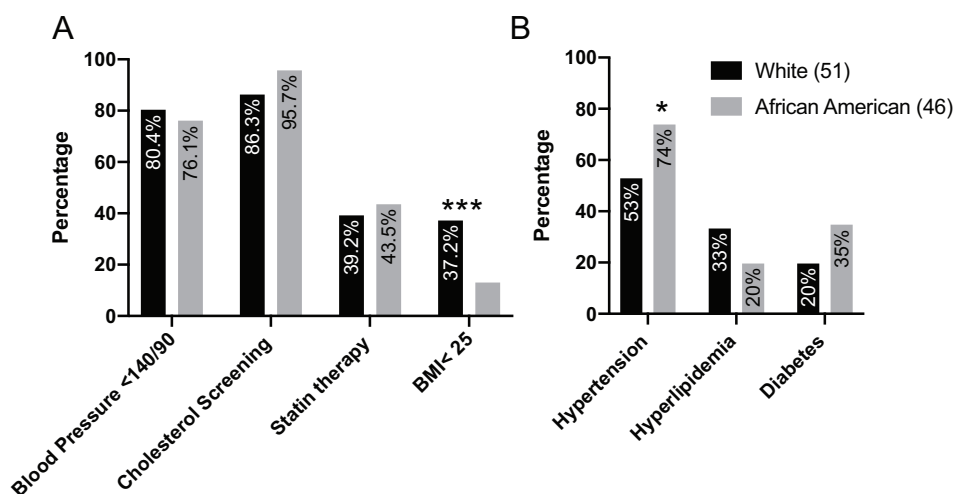 A
Percentage
100
80
60
40
20
0
80.4%
76.1%
86.3%
95.7%
39.2%
43.5%
37.2%
***
Blood Pressure <140/90
Cholesterol Screening
Statin therapy
BMI< 25
B
Percentage
100
80
60
40
20
0
53%
*
74%
33%
20%
20%
35%
Hypertension
Hyperlipidemia
Diabetes
White (51)
African American (46)